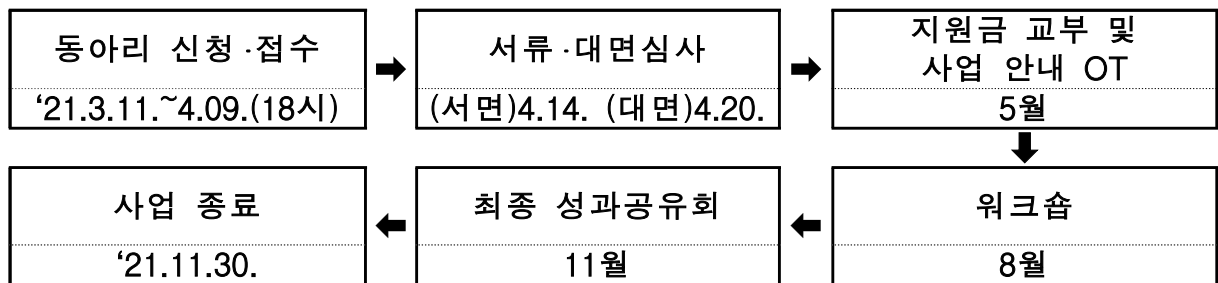 동아리 신청·접수
'21.3.11.~4.09.(18시)
서류·대면심사
(서면)4.14. (대면)4.20.
지원금 교부 및
사업 안내 OT
5월
워크숍
8월
최종 성과공유회
11월
사업 종료
'21.11.30.